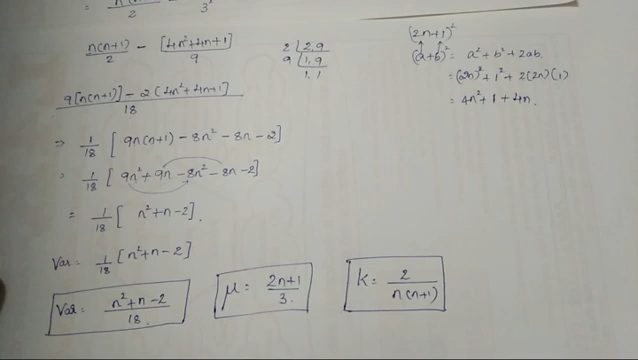 n(n+1)/2 - [4n²+4n+1]/9
2 | 2, 9
9 | 1, 9
1, 1
9[n(n+1)] - 2(4n²+4n+1)/18
⇒ 1/18 [ 9n(n+1) - 8n² - 8n - 2]
= 1/18 [ 9n² + 9n - 8n² - 8n - 2]
= 1/18 [ n² + n - 2].
Var = 1/18 [n² + n - 2]
Var = n² + n - 2/18.
μ = 2n+1/3.
K = 2/n(n+1)
(2n+1)²
(a+b)² = a² + b² + 2ab.
= (2n)² + 1² + 2(2n)(1)
= 4n² + 1 + 4n.